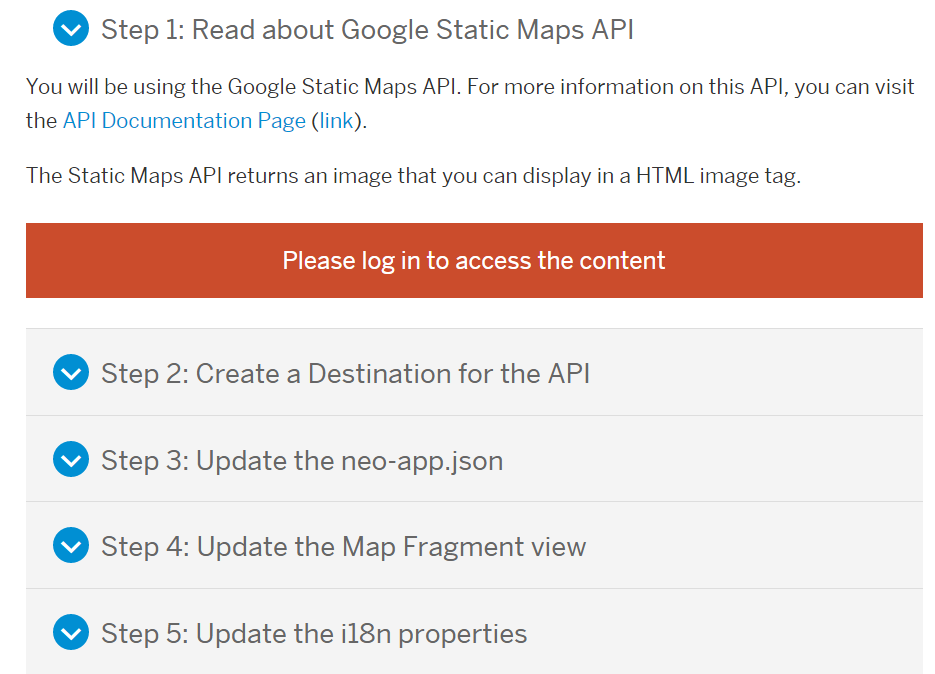 Step 1: Read about Google Static Maps API
You will be using the Google Static Maps API. For more information on this API, you can visit
the API Documentation Page (link).
The Static Maps API returns an image that you can display in a HTML image tag.
Please log in to access the content
Step 2: Create a Destination for the API
Step 3: Update the neo-app.json
Step 4: Update the Map Fragment view
Step 5: Update the i18n properties